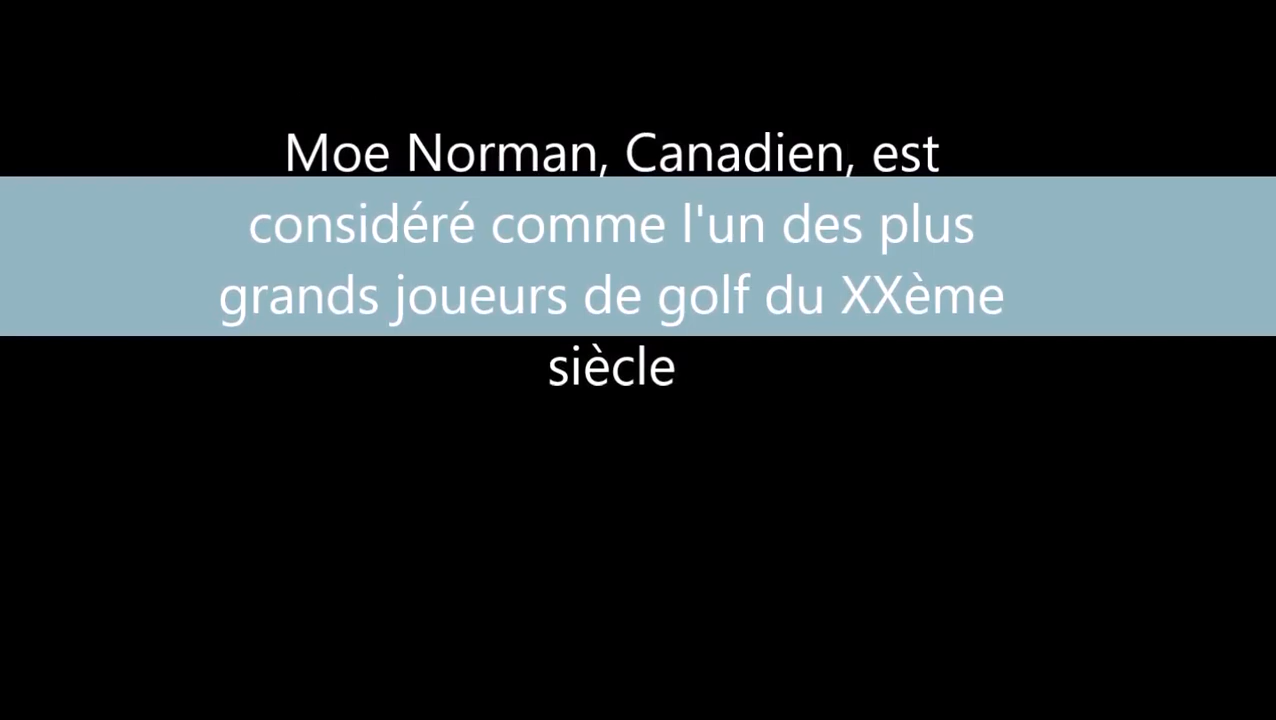 Moe Norman, Canadien, est
considéré comme l'un des plus
grands joueurs de golf du XXème
siècle